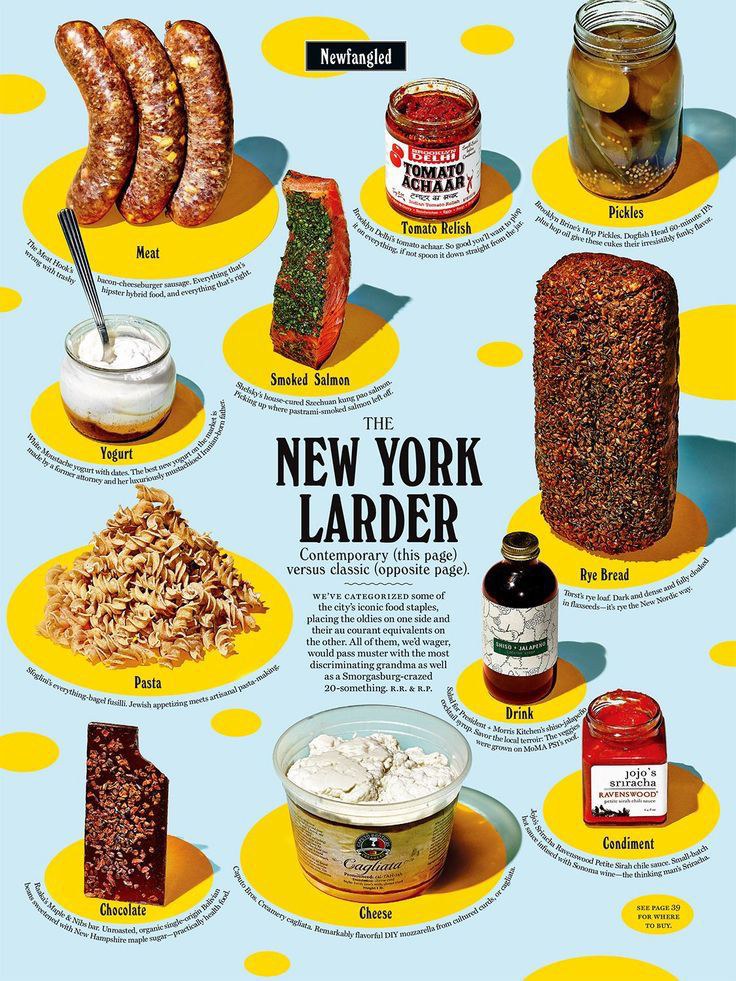 Newfangled
BROOKLYN
DELHI
TOMATO
ACHAAR
Indian Tomato Relish
Tomato Relish
Brooklyn Delhi's tomato achaar. So good you'll want to plop
it on everything, if not spoon it down straight from the jar.
Pickles
Brooklyn Brine's Hop Pickles. Dogfish Head 60-minute IPA
plus hop oil give these cukes their irresistibly funky flavor.
Meat
The Meat Hook's bacon-cheeseburger sausage. Everything that's
wrong with trashy hipster hybrid food, and everything that's right.
Smoked Salmon
Shelsky's house-cured Szechuan kung pao salmon.
Picking up where pastrami-smoked salmon left off.
Yogurt
White Moustache yogurt with dates. The best new yogurt on the market is
made by a former attorney and her luxuriously mustachioed Iranian-born father.
THE
NEW YORK
LARDER
Contemporary (this page)
versus classic (opposite page).
WE'VE CATEGORIZED some of
the city's iconic food staples,
placing the oldies on one side and
their au courant equivalents on
the other. All of them, we'd wager,
would pass muster with the most
discriminating grandma as well
as a Smorgasburg-crazed
20-something. R.R. & R.P.
Rye Bread
Tørst's rye loaf. Dark and dense and fully cloaked
in flaxseeds—it's rye the New Nordic way.
Pasta
Sfoglini's everything-bagel fusilli. Jewish appetizing meets artisanal pasta-making.
SHISO + JALAPEÑO
Drink
Salad for President + Morris Kitchen's shiso-jalapeño
cocktail syrup. Savor the local terroir: The veggies
were grown on MoMA PS1's roof.
jojo's
sriracha
RAVENSWOOD
petite sirah chili sauce
Condiment
Jojo's Sriracha Ravenswood Petite Sirah chile sauce. Small-batch
hot sauce infused with Sonoma wine—the thinking man's Sriracha.
Chocolate
Raaka's Maple & Nibs bar. Unroasted, organic single-origin Bolivian
beans sweetened with New Hampshire maple sugar—practically health food.
Cagliata
Cheese
Caputo Bros. Creamery cagliata. Remarkably flavorful DIY mozzarella from cultured curds, or cagliata.
SEE PAGE 39
FOR WHERE
TO BUY.